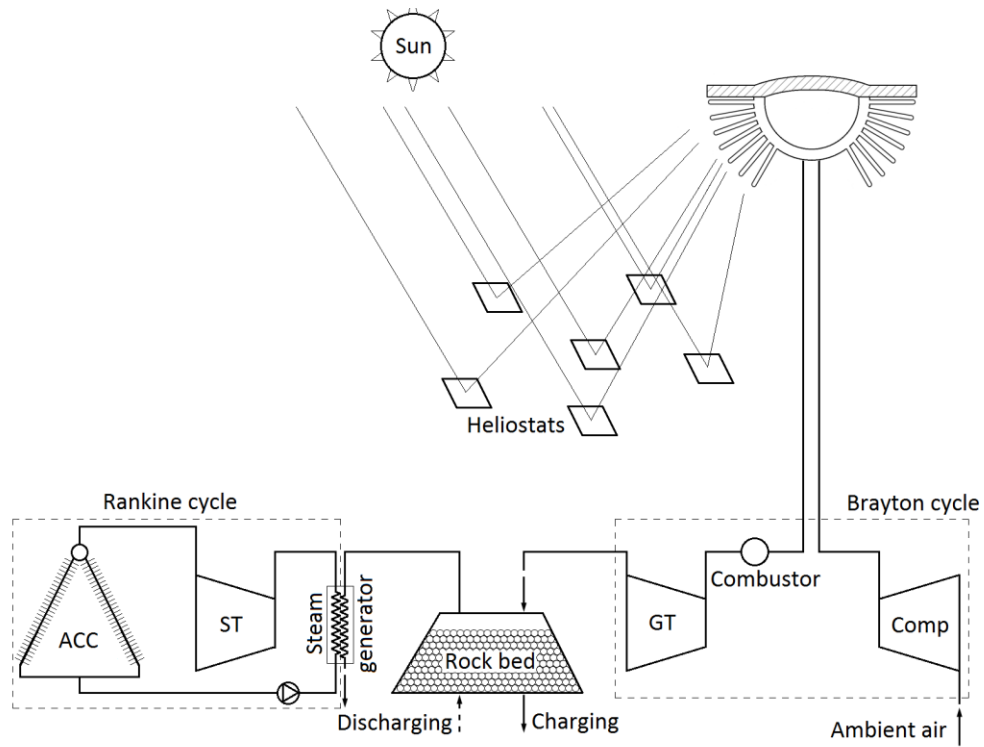 Sun
Heliostats
Rankine cycle
Brayton cycle
Combustor
ACC
ST
Steam
generator
Rock bed
GT
Comp
Discharging
Charging
Ambient air